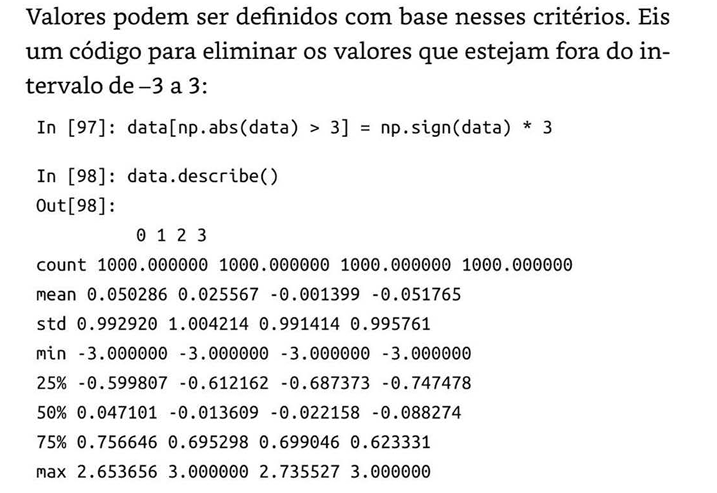 Valores podem ser definidos com base nesses critérios. Eis
um código para eliminar os valores que estejam fora do in-
tervalo de –3 a 3:
In [97]: data[np.abs(data) > 3] = np.sign(data) * 3
In [98]: data.describe()
Out[98]:
0 1 2 3
count 1000.000000 1000.000000 1000.000000 1000.000000
mean 0.050286 0.025567 -0.001399 -0.051765
std 0.992920 1.004214 0.991414 0.995761
min -3.000000 -3.000000 -3.000000 -3.000000
25% -0.599807 -0.612162 -0.687373 -0.747478
50% 0.047101 -0.013609 -0.022158 -0.088274
75% 0.756646 0.695298 0.699046 0.623331
max 2.653656 3.000000 2.735527 3.000000